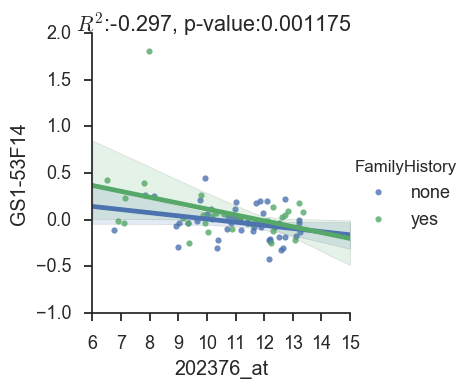 R²:-0.297, p-value:0.001175
2.0
1.5
1.0
0.5
0.0
−0.5
−1.0
GS1-53F14
6 7 8 9 10 11 12 13 14 15
202376_at
FamilyHistory
none
yes